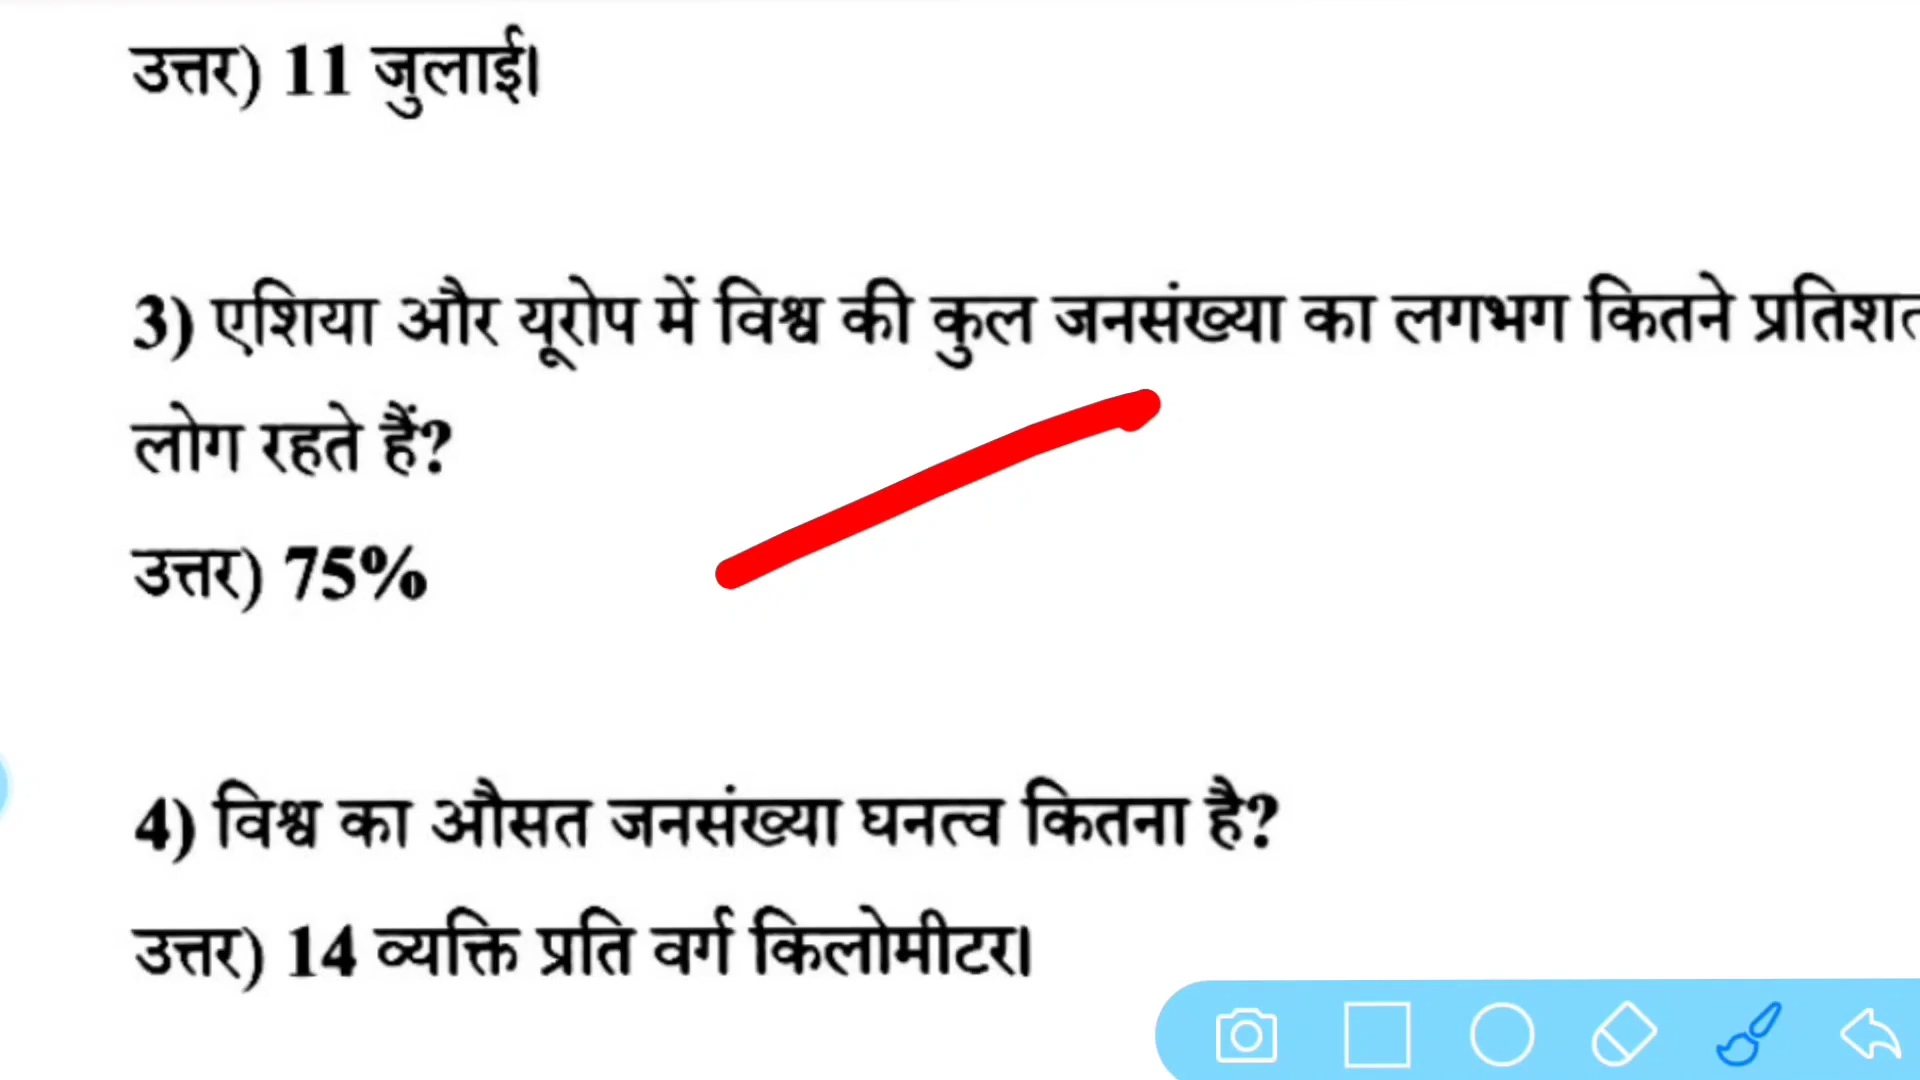 उत्तर) 11 जुलाई।
3) एशिया और यूरोप में विश्व की कुल जनसंख्या का लगभग कितने प्रतिशत
लोग रहते हैं?
उत्तर) 75%
4) विश्व का औसत जनसंख्या घनत्व कितना है?
उत्तर) 14 व्यक्ति प्रति वर्ग किलोमीटर।